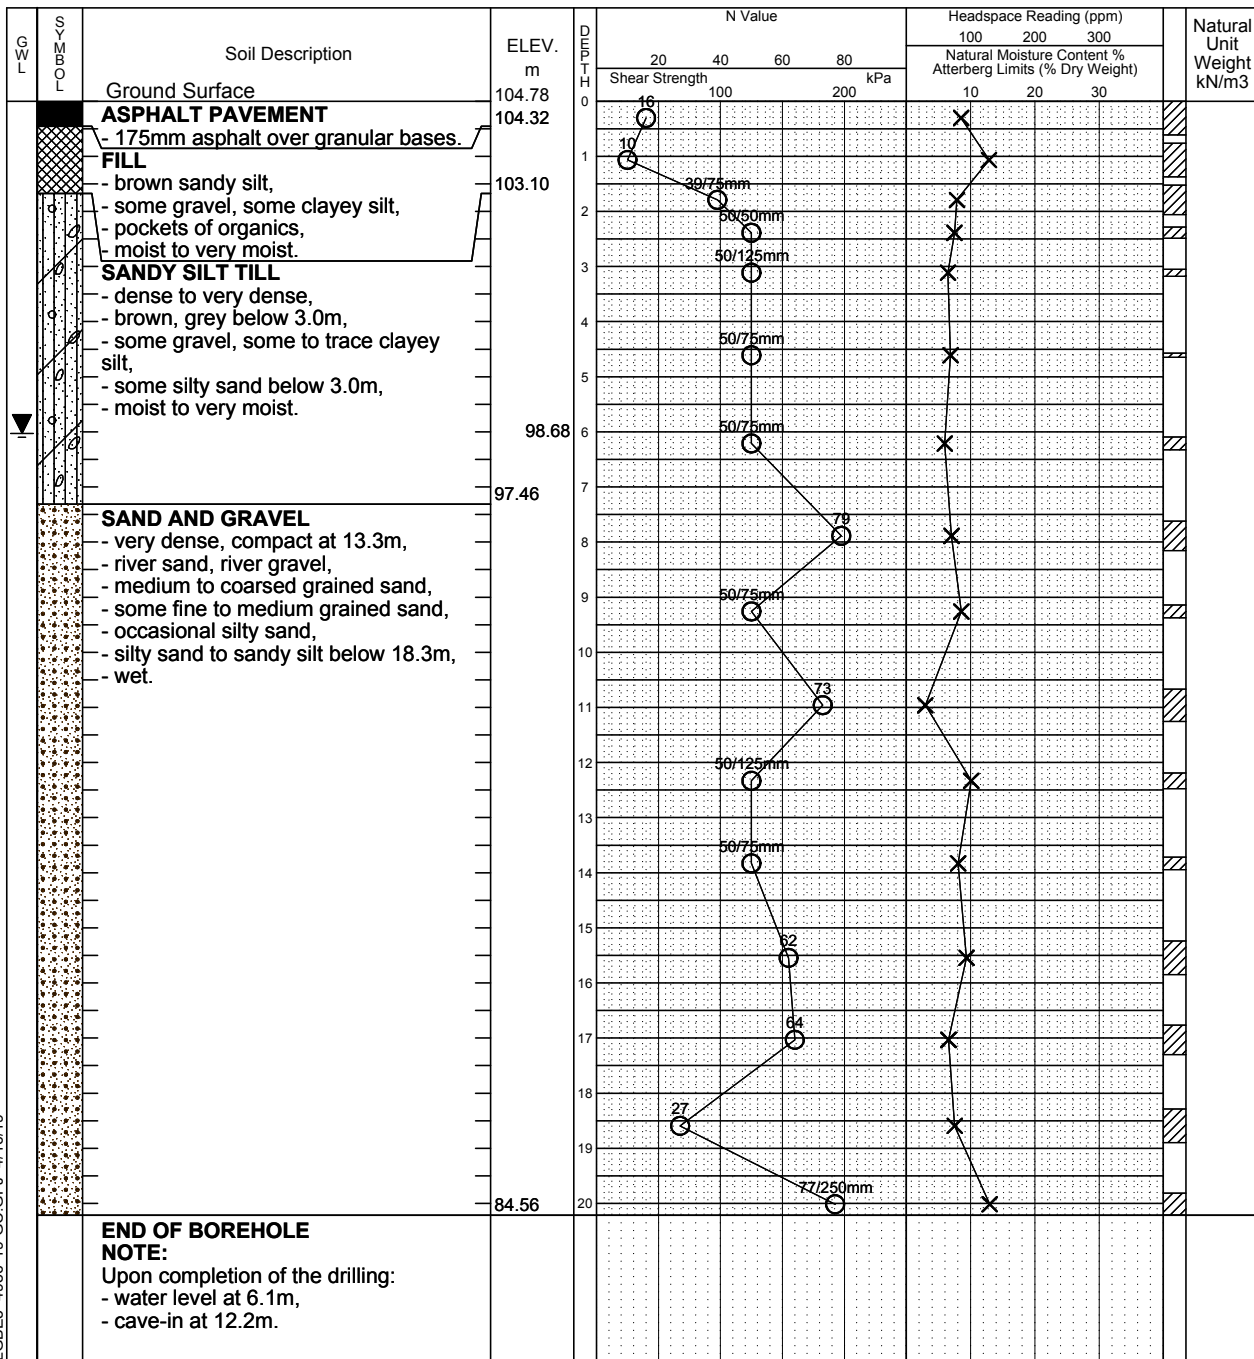 GWL
SYMBOL
Soil Description
ELEV.
m
DEPTH
N Value
20 40 60 80
Shear Strength kPa
100 200
Headspace Reading (ppm)
100 200 300
Natural Moisture Content %
Atterberg Limits (% Dry Weight)
10 20 30
Natural
Unit
Weight
kN/m3
Ground Surface
104.78
0
ASPHALT PAVEMENT
104.32
- 175mm asphalt over granular bases.
FILL
- brown sandy silt,
103.10
- some gravel, some clayey silt,
- pockets of organics,
- moist to very moist.
SANDY SILT TILL
- dense to very dense,
- brown, grey below 3.0m,
- some gravel, some to trace clayey
silt,
- some silty sand below 3.0m,
- moist to very moist.
98.68
97.46
SAND AND GRAVEL
- very dense, compact at 13.3m,
- river sand, river gravel,
- medium to coarsed grained sand,
- some fine to medium grained sand,
- occasional silty sand,
- silty sand to sandy silt below 18.3m,
- wet.
84.56
END OF BOREHOLE
NOTE:
Upon completion of the drilling:
- water level at 6.1m,
- cave-in at 12.2m.
1
2
3
4
5
6
7
8
9
10
11
12
13
14
15
16
17
18
19
20
16
10
39/75mm
50/50mm
50/125mm
50/75mm
50/75mm
79
50/75mm
73
50/125mm
50/75mm
62
64
27
77/250mm